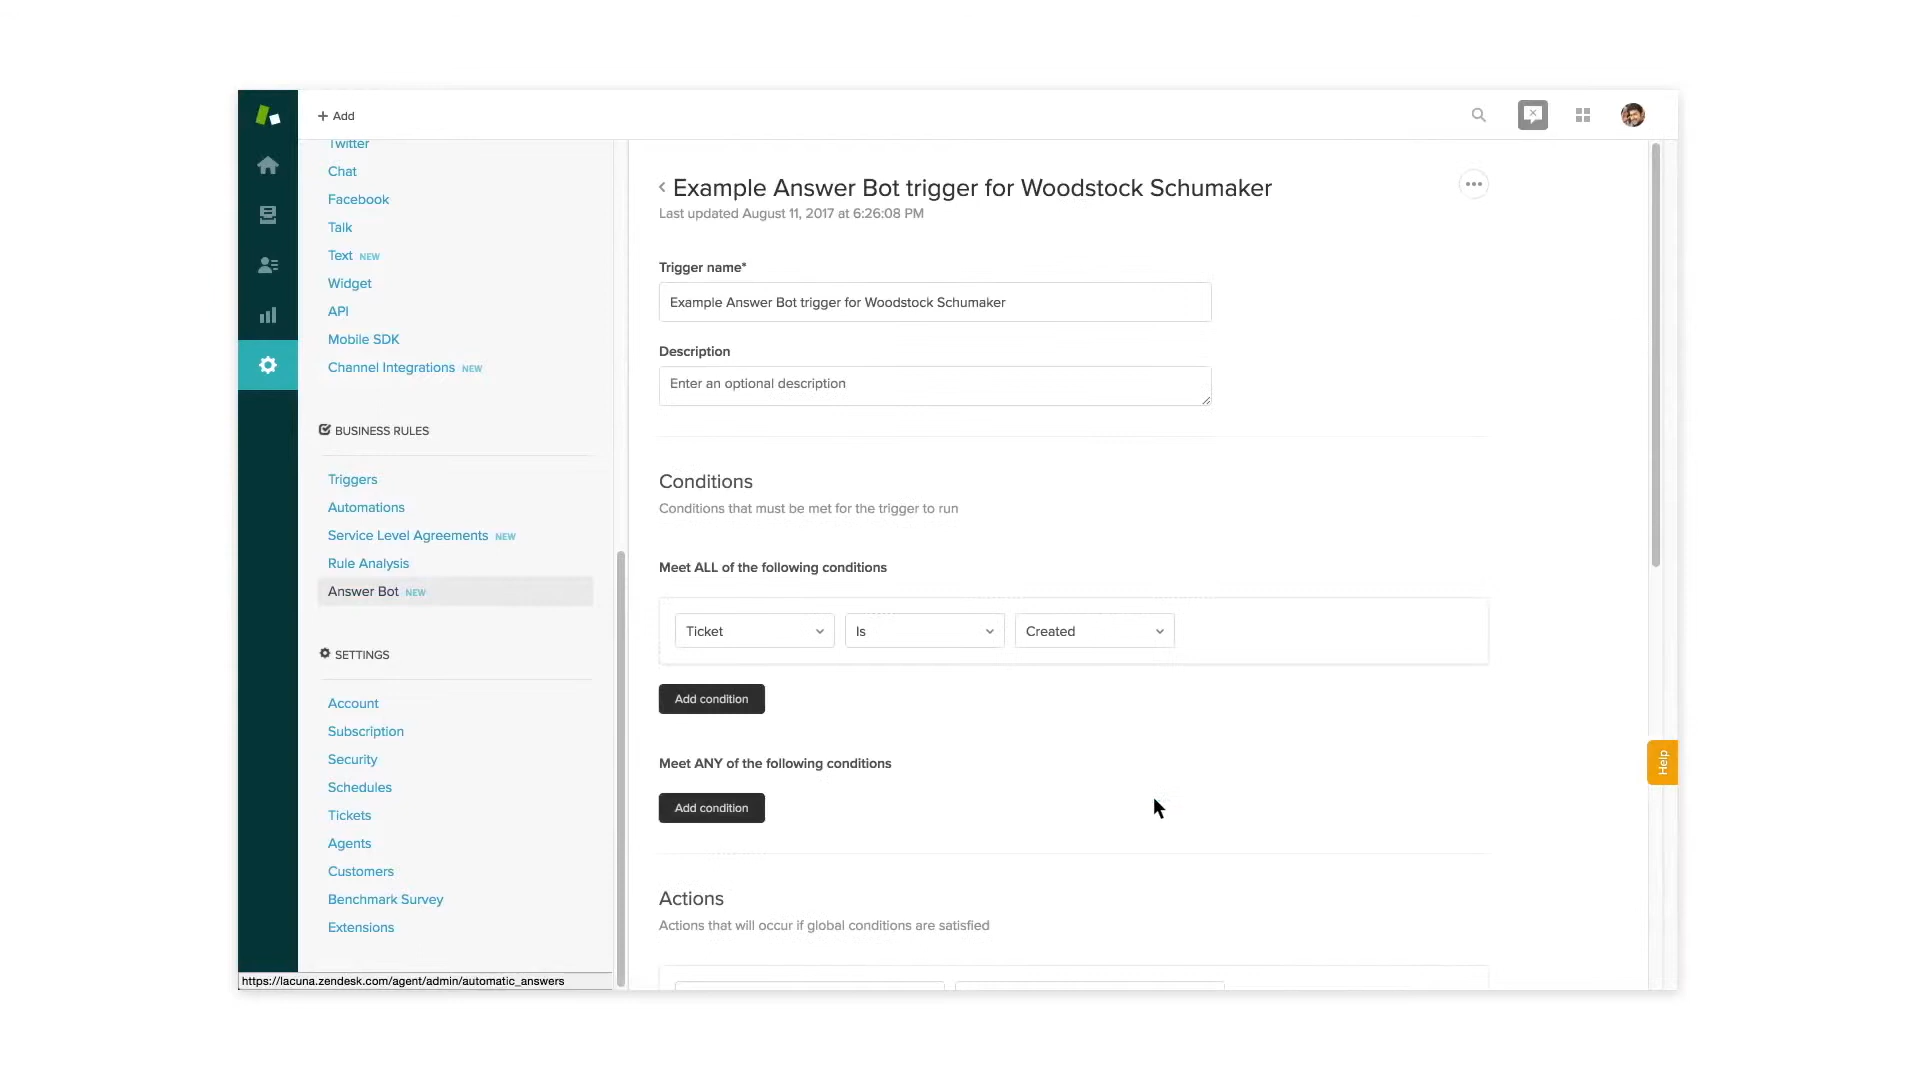 + Add
Twitter
Chat
Facebook
Talk
Text NEW
Widget
API
Mobile SDK
Channel Integrations NEW
BUSINESS RULES
Triggers
Automations
Service Level Agreements NEW
Rule Analysis
Answer Bot NEW
SETTINGS
Account
Subscription
Security
Schedules
Tickets
Agents
Customers
Benchmark Survey
Extensions
https://lacuna.zendesk.com/agent/admin/automatic_answers
Example Answer Bot trigger for Woodstock Schumaker
Last updated August 11, 2017 at 6:26:08 PM
Trigger name*
Example Answer Bot trigger for Woodstock Schumaker
Description
Enter an optional description
Conditions
Conditions that must be met for the trigger to run
Meet ALL of the following conditions
Ticket Is Created
Add condition
Meet ANY of the following conditions
Add condition
Actions
Actions that will occur if global conditions are satisfied
Help